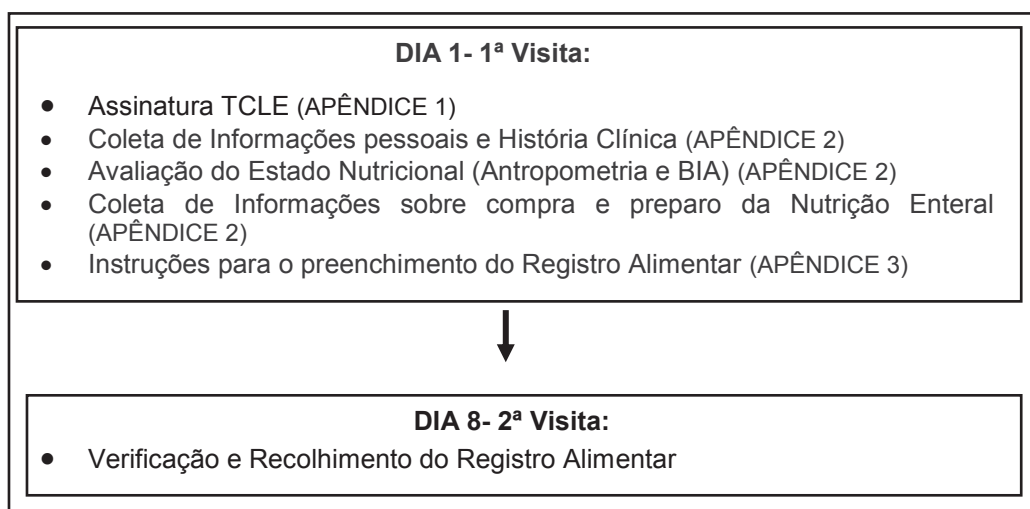 DIA 1- 1ª Visita:
• Assinatura TCLE (APÊNDICE 1)
• Coleta de Informações pessoais e História Clínica (APÊNDICE 2)
• Avaliação do Estado Nutricional (Antropometria e BIA) (APÊNDICE 2)
• Coleta de Informações sobre compra e preparo da Nutrição Enteral
(APÊNDICE 2)
• Instruções para o preenchimento do Registro Alimentar (APÊNDICE 3)
DIA 8- 2ª Visita:
• Verificação e Recolhimento do Registro Alimentar